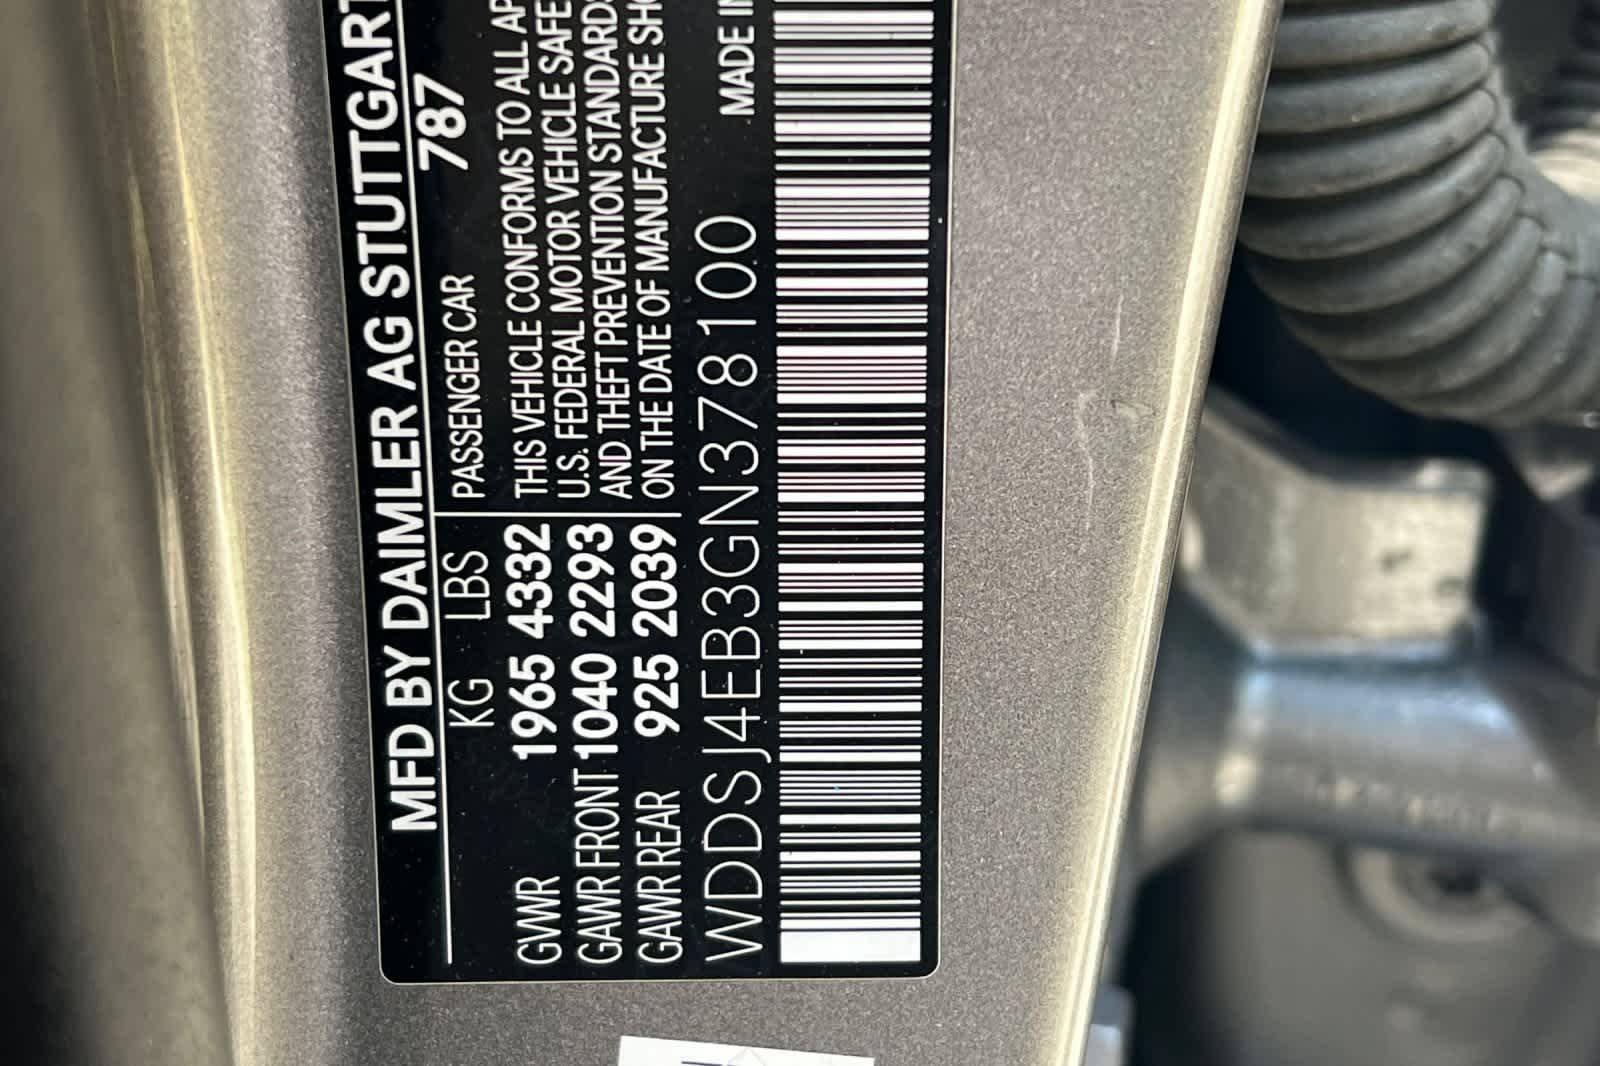 MFD BY DAIMLER AG STUTTGART
787
KG LBS
GVWR 1965 4332
GAWR FRONT 1040 2293
GAWR REAR 925 2039
PASSENGER CAR
THIS VEHICLE CONFORMS TO ALL AP
U.S. FEDERAL MOTOR VEHICLE SAFE
AND THEFT PREVENTION STANDARDS
ON THE DATE OF MANUFACTURE SHO
WDDSJ4EB3GN378100
MADE IN